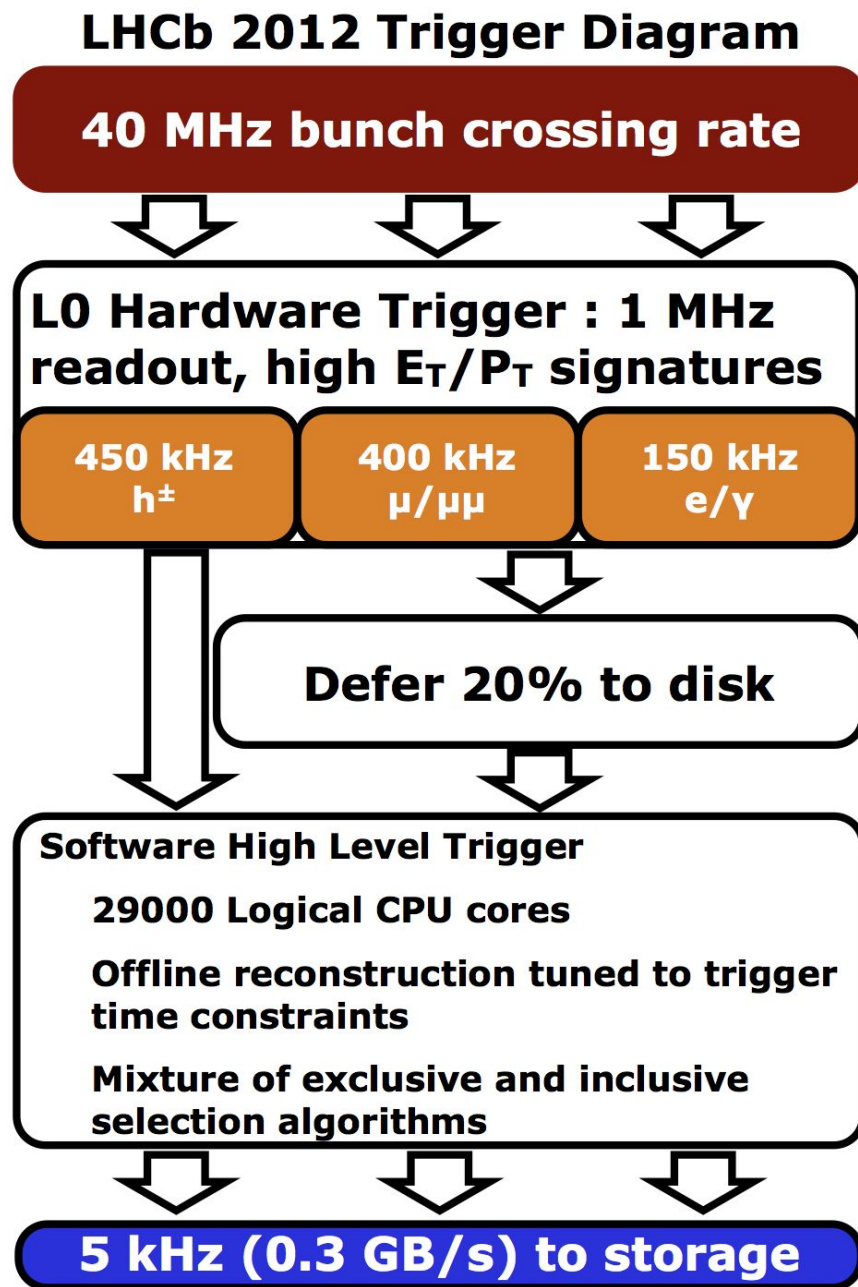 LHCb 2012 Trigger Diagram
40 MHz bunch crossing rate
L0 Hardware Trigger : 1 MHz
readout, high ET/PT signatures
450 kHz
h±
400 kHz
µ/µµ
150 kHz
e/γ
Defer 20% to disk
Software High Level Trigger
29000 Logical CPU cores
Offline reconstruction tuned to trigger
time constraints
Mixture of exclusive and inclusive
selection algorithms
5 kHz (0.3 GB/s) to storage